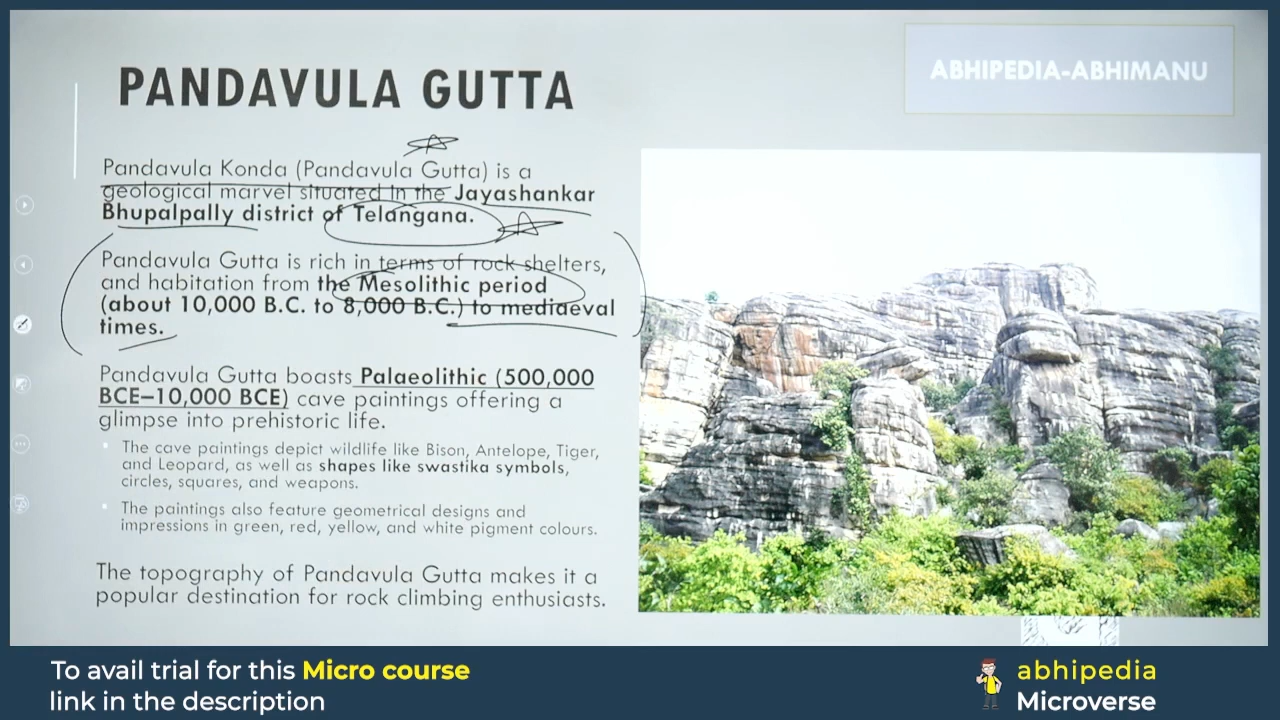 PANDAVULA GUTTA
ABHIPEDIA-ABHIMANU
Pandavula Konda (Pandavula Gutta) is a
geological marvel situated in the Jayashankar
Bhupalpally district of Telangana.
Pandavula Gutta is rich in terms of rock shelters,
and habitation from the Mesolithic period
(about 10,000 B.C. to 8,000 B.C.) to mediaeval
times.
Pandavula Gutta boasts Palaeolithic (500,000
BCE–10,000 BCE) cave paintings offering a
glimpse into prehistoric life.
The cave paintings depict wildlife like Bison, Antelope, Tiger,
and Leopard, as well as shapes like swastika symbols,
circles, squares, and weapons.
The paintings also feature geometrical designs and
impressions in green, red, yellow, and white pigment colours.
The topography of Pandavula Gutta makes it a
popular destination for rock climbing enthusiasts.
To avail trial for this Micro course
link in the description
abhipedia
Microverse